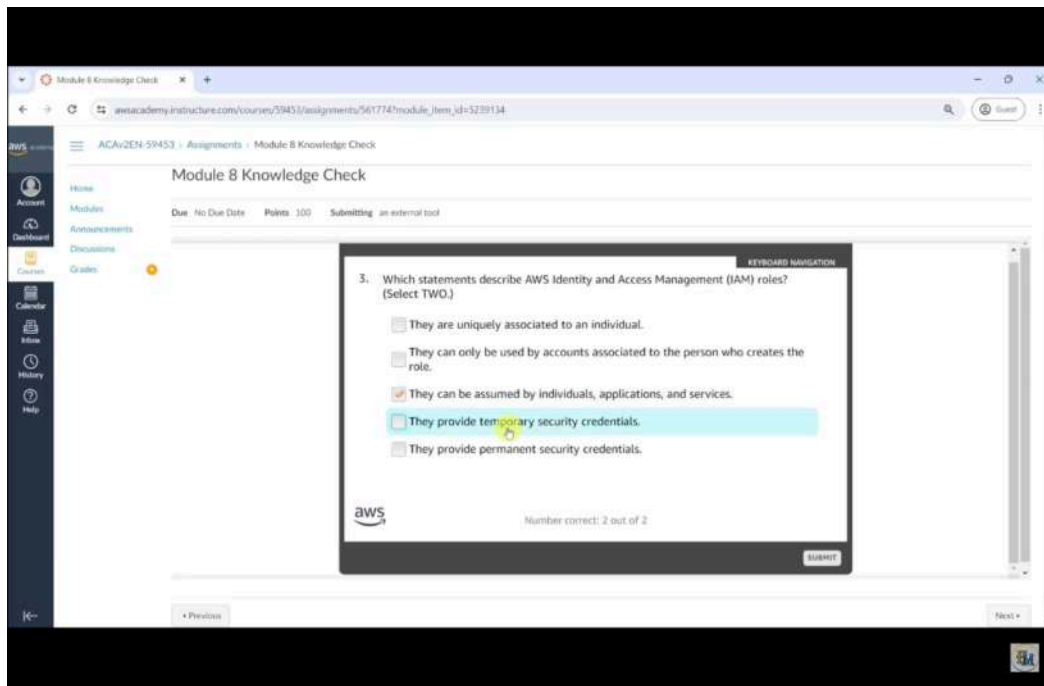 Module 8 Knowledge Check
awsacademy.instructure.com/courses/59453/assignments/561774?module_item_id=5239134
Guest
aws academy
ACAv2EN-59453 › Assignments › Module 8 Knowledge Check
Account
Dashboard
Courses
Calendar
Inbox
History
Help
Home
Modules
Announcements
Discussions
Grades
Module 8 Knowledge Check
Due No Due Date Points 100 Submitting an external tool
KEYBOARD NAVIGATION
3. Which statements describe AWS Identity and Access Management (IAM) roles?
(Select TWO.)
They are uniquely associated to an individual.
They can only be used by accounts associated to the person who creates the
role.
They can be assumed by individuals, applications, and services.
They provide temporary security credentials.
They provide permanent security credentials.
aws
Number correct: 2 out of 2
SUBMIT
Previous
Next